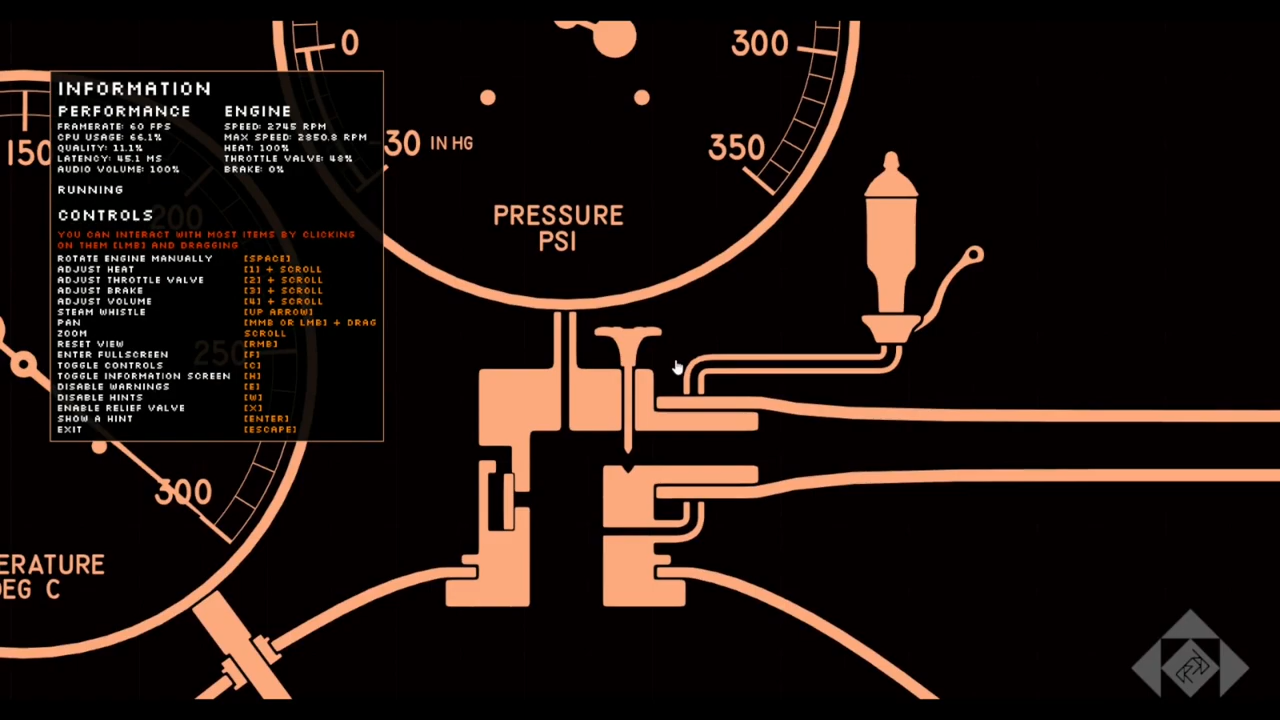 0
300
150
30 IN HG
350
PRESSURE
PSI
200
250
300
ERATURE
EG C
INFORMATION
PERFORMANCE
FRAMERATE: 60 FPS
CPU USAGE: 66.1%
QUALITY: 11.1%
LATENCY: 45.1 MS
AUDIO VOLUME: 100%
ENGINE
SPEED: 2745 RPM
MAX SPEED: 2850.8 RPM
HEAT: 100%
THROTTLE VALVE: 48%
BRAKE: 0%
RUNNING
CONTROLS
YOU CAN INTERACT WITH MOST ITEMS BY CLICKING
ON THEM [LMB] AND DRAGGING
ROTATE ENGINE MANUALLY [SPACE]
ADJUST HEAT [1] + SCROLL
ADJUST THROTTLE VALVE [2] + SCROLL
ADJUST BRAKE [3] + SCROLL
ADJUST VOLUME [4] + SCROLL
STEAM WHISTLE [UP ARROW]
PAN [MMB OR LMB] + DRAG
ZOOM SCROLL
RESET VIEW [RMB]
ENTER FULLSCREEN [F]
TOGGLE CONTROLS [C]
TOGGLE INFORMATION SCREEN [H]
DISABLE WARNINGS [E]
DISABLE HINTS [W]
ENABLE RELIEF VALVE [X]
SHOW A HINT [ENTER]
EXIT [ESCAPE]